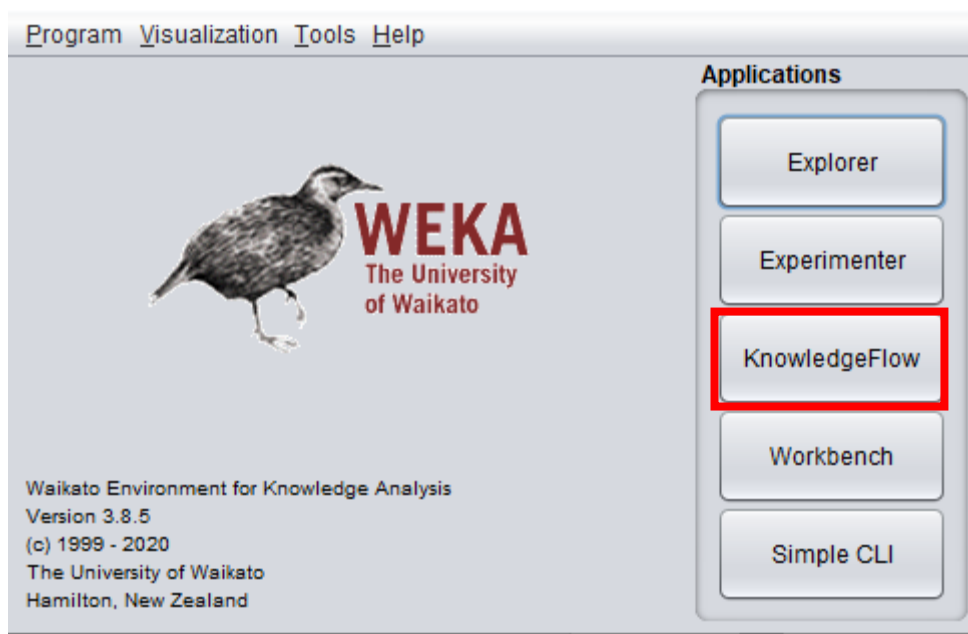 Program Visualization Tools Help
Applications
Explorer
Experimenter
KnowledgeFlow
Workbench
Simple CLI
WEKA
The University
of Waikato
Waikato Environment for Knowledge Analysis
Version 3.8.5
(c) 1999 - 2020
The University of Waikato
Hamilton, New Zealand